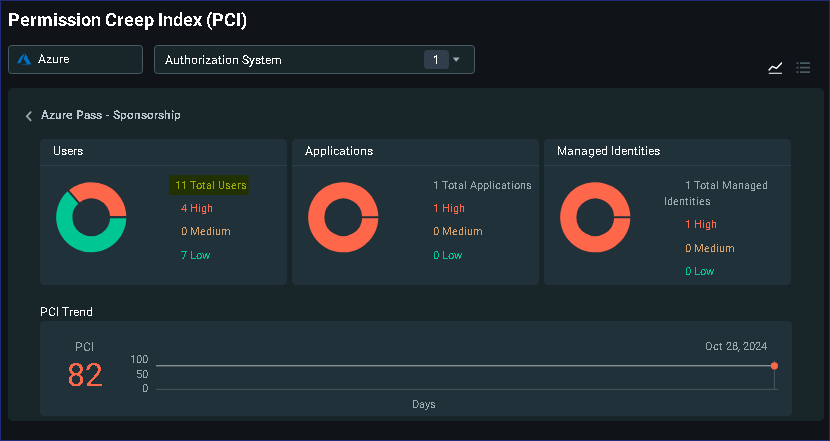 Permission Creep Index (PCI)
Azure
Authorization System 1
Azure Pass - Sponsorship
Users
11 Total Users
4 High
0 Medium
7 Low
Applications
1 Total Applications
1 High
0 Medium
0 Low
Managed Identities
1 Total Managed
Identities
1 High
0 Medium
0 Low
PCI Trend
PCI
82
Oct 28, 2024
100
50
0
Days